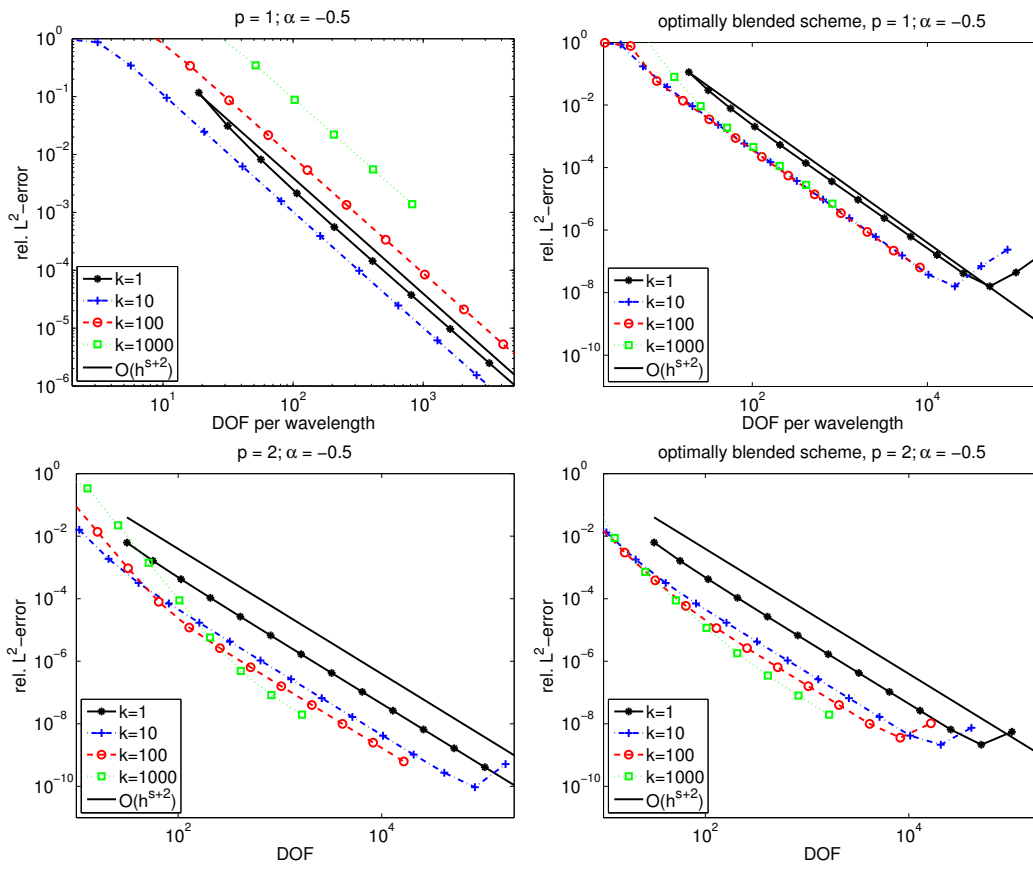 p = 1; α = −0.5
10^0
10^−1
10^−2
10^−3
10^−4
10^−5
10^−6
rel. L^2−error
k=1
k=10
k=100
k=1000
O(h^{s+2})
10^1
10^2
10^3
DOF per wavelength
optimally blended scheme, p = 1; α = −0.5
10^0
10^−2
10^−4
10^−6
10^−8
10^−10
rel. L^2−error
k=1
k=10
k=100
k=1000
O(h^{s+2})
10^2
10^4
DOF per wavelength
p = 2; α = −0.5
10^0
10^−2
10^−4
10^−6
10^−8
10^−10
rel. L^2−error
k=1
k=10
k=100
k=1000
O(h^{s+2})
10^2
10^4
DOF
optimally blended scheme, p = 2; α = −0.5
10^0
10^−2
10^−4
10^−6
10^−8
10^−10
rel. L^2−error
k=1
k=10
k=100
k=1000
O(h^{s+2})
10^2
10^4
DOF